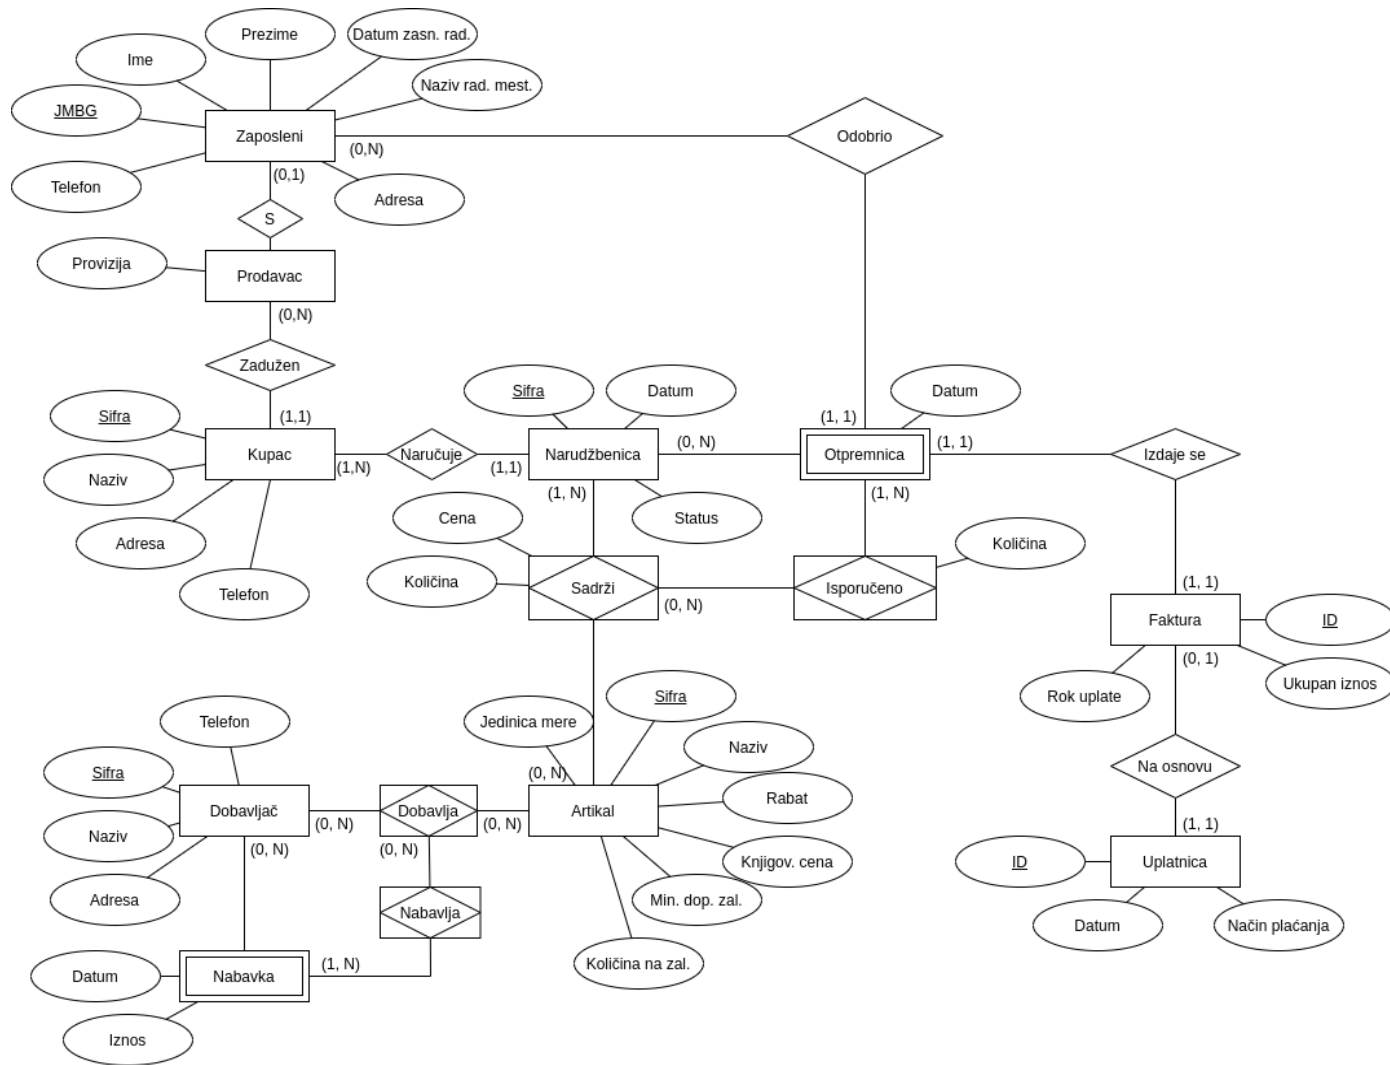 Prezime
Datum zasn. rad.
Ime
Naziv rad. mest.
JMBG
Zaposleni
Odobrio
(0,N)
(0,1)
Telefon
Adresa
S
Provizija
Prodavac
(0,N)
Zadužen
Sifra
Datum
Datum
Sifra
(1,1)
(1, 1)
(0, N)
(1, 1)
Kupac
(1,N)
Naručuje
(1,1)
Narudžbenica
Otpremnica
Izdaje se
Naziv
(1, N)
(1, N)
Cena
Status
Adresa
Količina
Količina
Sadrži
Isporučeno
(1, 1)
Telefon
(0, N)
Faktura
ID
(0, 1)
Ukupan iznos
Rok uplate
Sifra
Telefon
Jedinica mere
Naziv
Sifra
(0, N)
Na osnovu
Rabat
Dobavljač
Dobavlja
Artikal
(0, N)
(0, N)
(1, 1)
Naziv
(0, N)
(0, N)
Knjigov. cena
ID
Uplatnica
Adresa
Min. dop. zal.
Nabavlja
Datum
Način plaćanja
Količina na zal.
(1, N)
Datum
Nabavka
Iznos